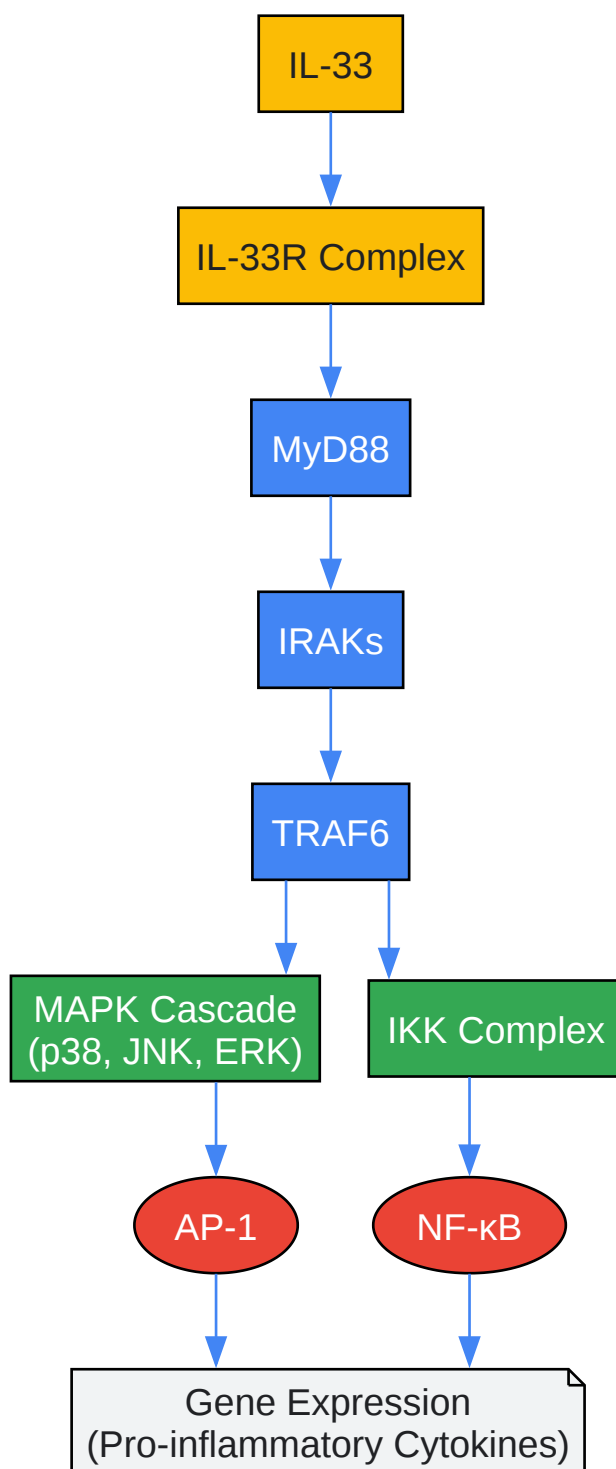 IL-33
IL-33R Complex
MyD88
IRAKs
TRAF6
MAPK Cascade
(p38, JNK, ERK)
IKK Complex
AP-1
NF-κB
Gene Expression
(Pro-inflammatory Cytokines)